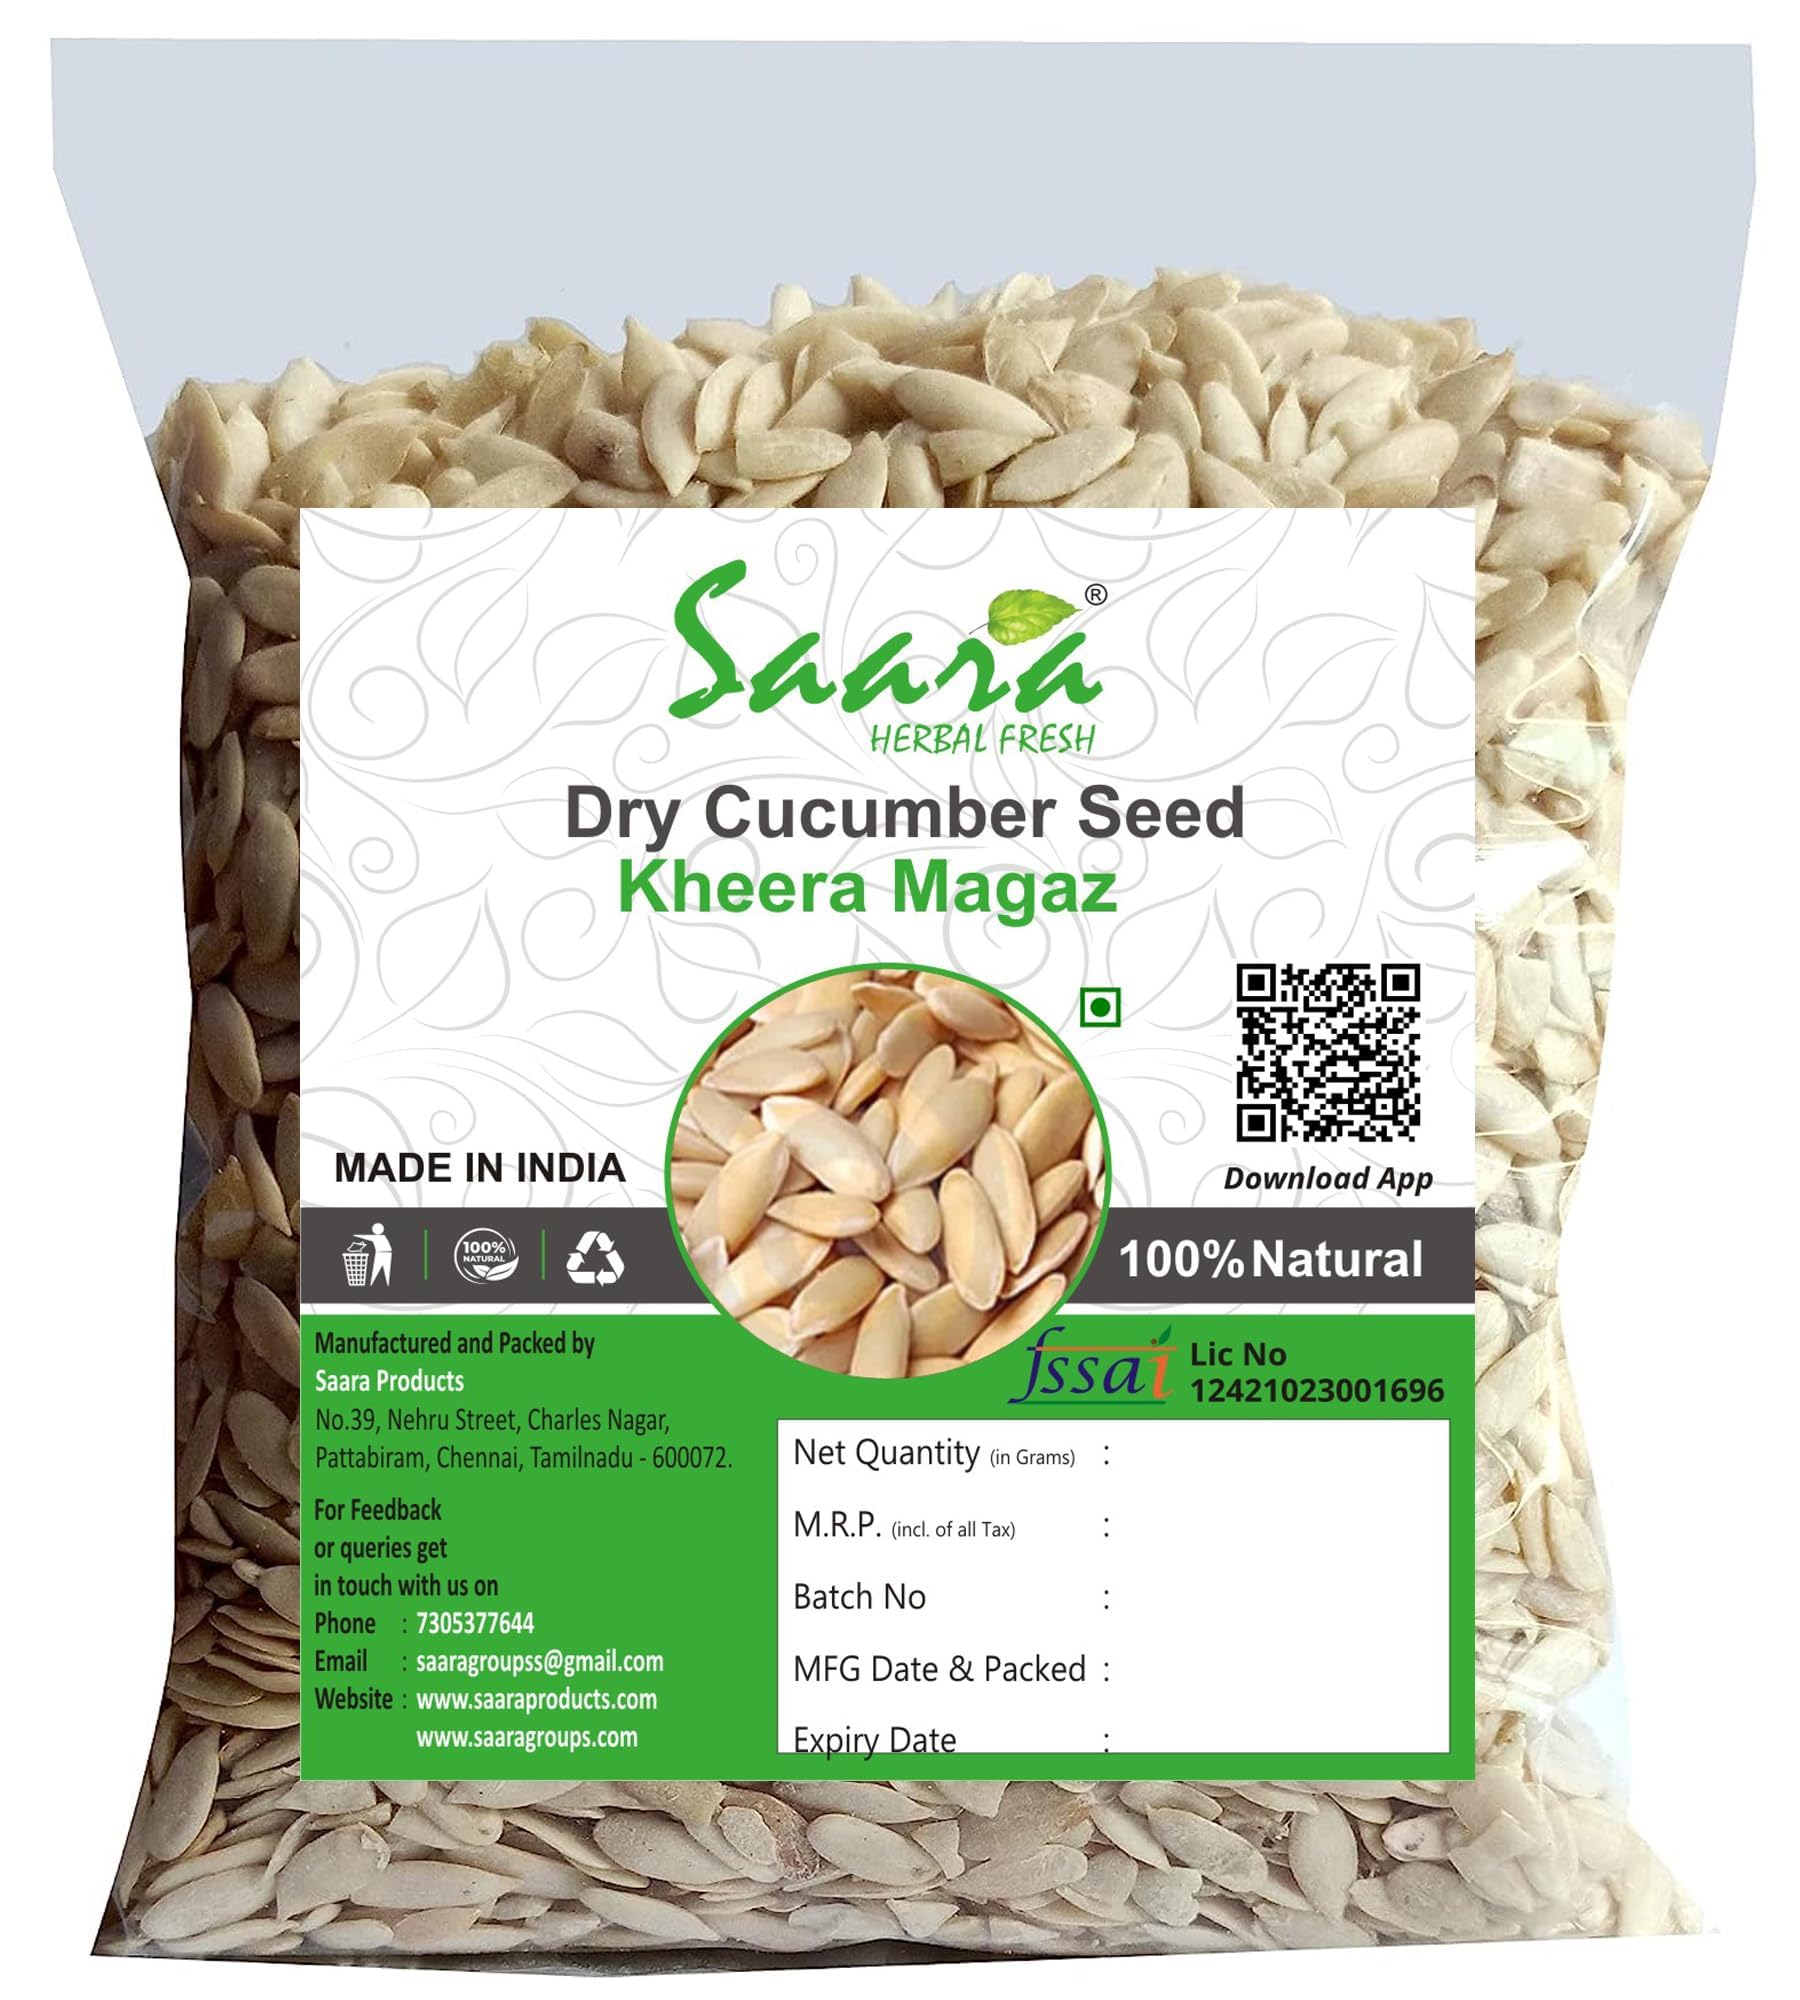 Saara®
HERBAL FRESH
Dry Cucumber Seed
Kheera Magaz
MADE IN INDIA
Download App
100% NATURAL
100% Natural
Manufactured and Packed by
Saara Products
No.39, Nehru Street, Charles Nagar,
Pattabiram, Chennai, Tamilnadu - 600072.
For Feedback
or queries get
in touch with us on
Phone : 7305377644
Email : saaragroupss@gmail.com
Website : www.saaraproducts.com
www.saaragroups.com
fssai Lic No
12421023001696
Net Quantity (in Grams) :
M.R.P. (incl. of all Tax) :
Batch No :
MFG Date & Packed :
Expiry Date :